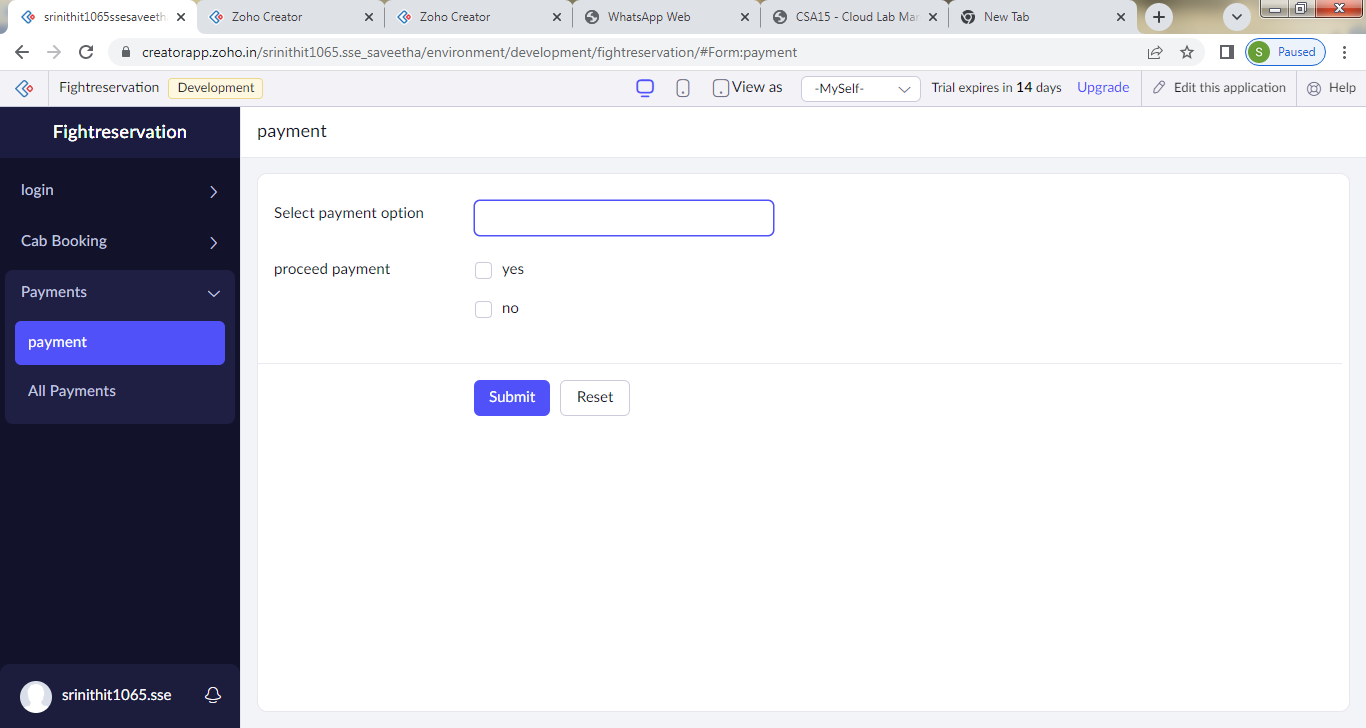 srinithit1065ssesaveeth
Zoho Creator
Zoho Creator
WhatsApp Web
CSA15 - Cloud Lab Mar
New Tab
creatorapp.zoho.in/srinithit1065.sse_saveetha/environment/development/fightreservation/#Form:payment
S
Paused
Fightreservation
Development
View as
-MySelf-
Trial expires in 14 days
Upgrade
Edit this application
Help
Fightreservation
payment
login
Cab Booking
Payments
payment
All Payments
Select payment option
proceed payment
yes
no
Submit
Reset
srinithit1065.sse